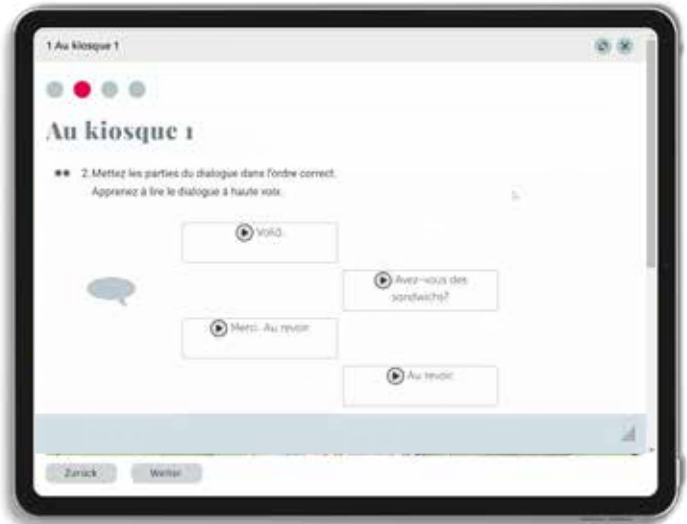 1 Au kiosque 1
Au kiosque 1
2. Mettez les parties du dialogue dans l'ordre correct.
Apprenez à lire le dialogue à haute voix.
Voilà.
Avez-vous des
sandwichs?
Merci. Au revoir.
Au revoir.
Zurück
Weiter